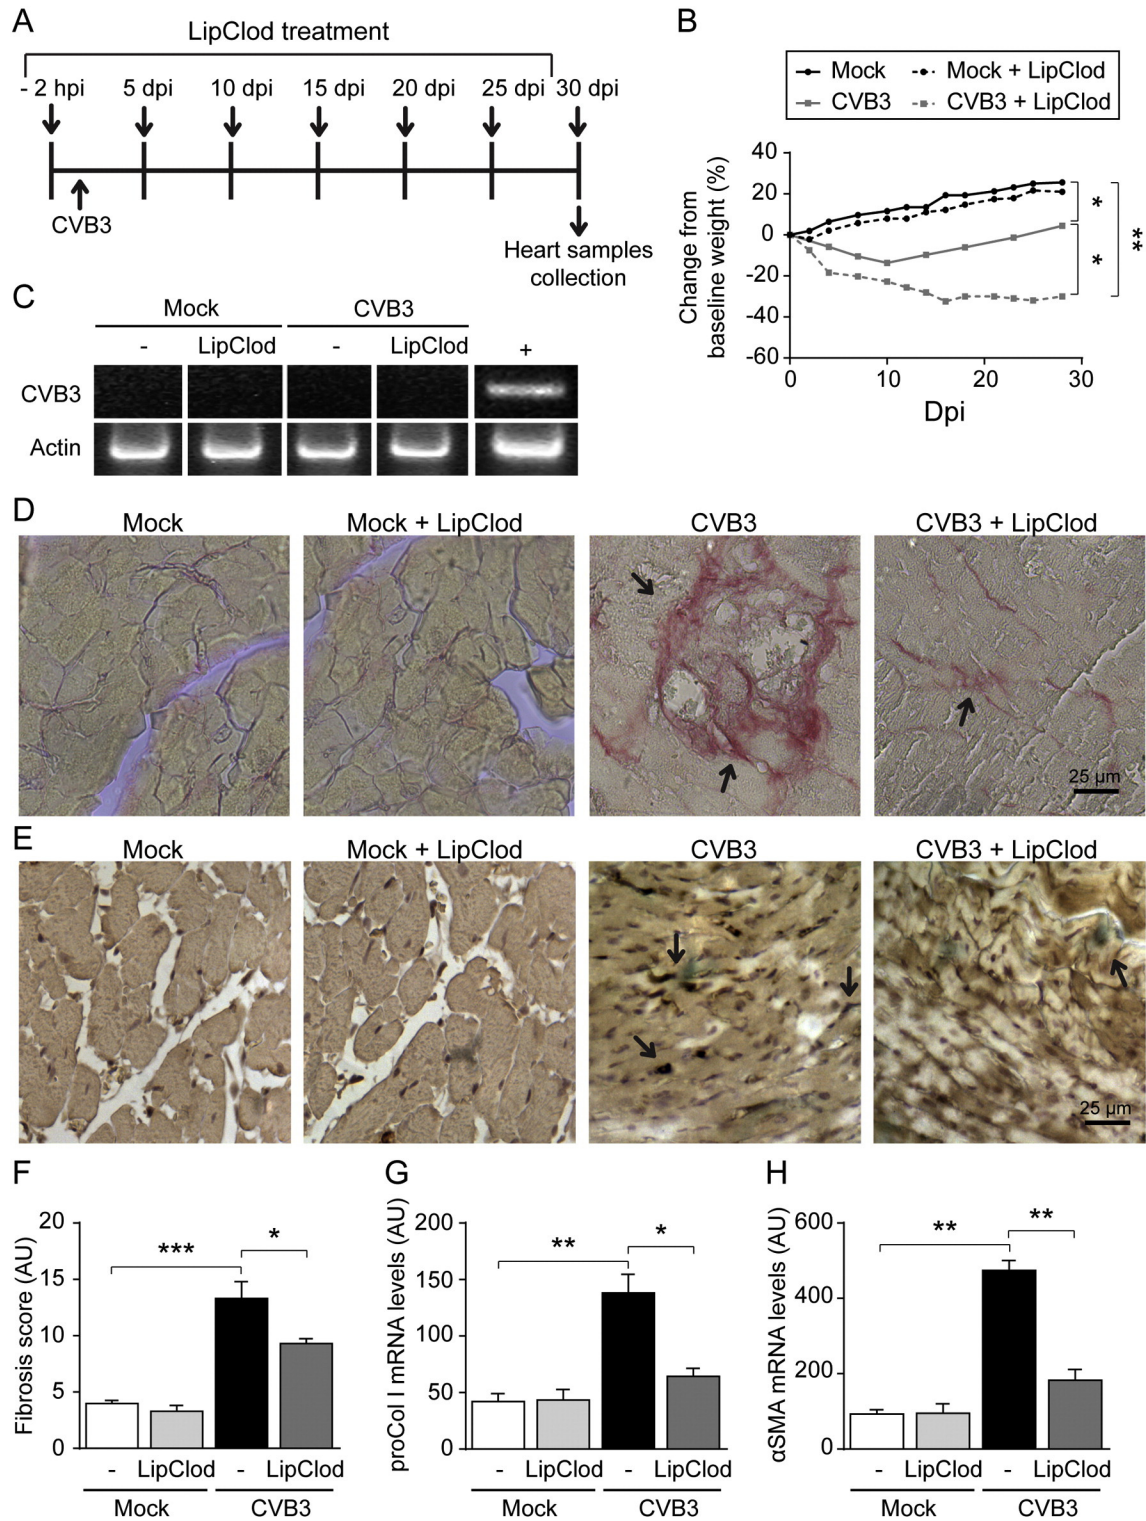 A
LipClod treatment
- 2 hpi 5 dpi 10 dpi 15 dpi 20 dpi 25 dpi 30 dpi
CVB3
Heart samples
collection
B
Mock Mock + LipClod
CVB3 CVB3 + LipClod
Change from
baseline weight (%)
40
20
0
-20
-40
-60
* * **
0 10 20 30
Dpi
C
Mock CVB3
- LipClod - LipClod +
CVB3
Actin
D
Mock Mock + LipClod CVB3 CVB3 + LipClod
25 µm
E
Mock Mock + LipClod CVB3 CVB3 + LipClod
25 µm
F
Fibrosis score (AU)
20
15
10
5
0
*** *
- LipClod - LipClod
Mock CVB3
G
proCol I mRNA levels (AU)
200
150
100
50
0
** *
- LipClod - LipClod
Mock CVB3
H
αSMA mRNA levels (AU)
600
400
200
0
** **
- LipClod - LipClod
Mock CVB3